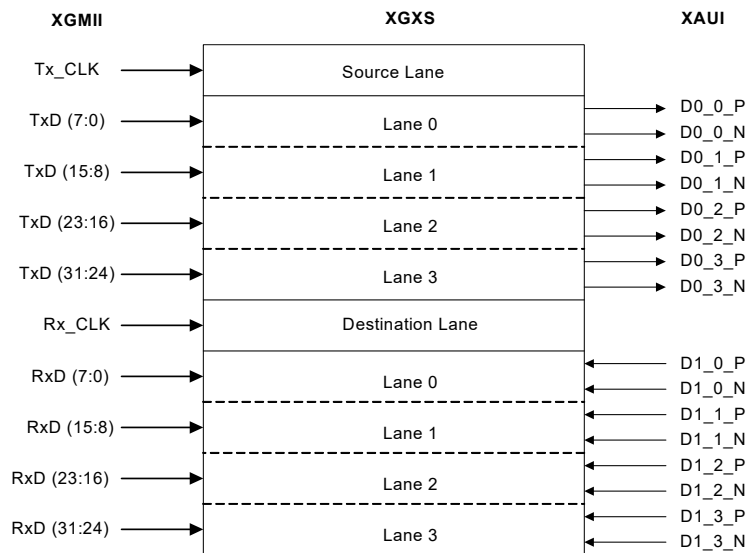 XGMII XGXS XAUI
Tx_CLK Source Lane
D0_0_P
TxD (7:0) Lane 0
D0_0_N
D0_1_P
TxD (15:8) Lane 1
D0_1_N
D0_2_P
TxD (23:16) Lane 2
D0_2_N
D0_3_P
TxD (31:24) Lane 3
D0_3_N
Rx_CLK Destination Lane
D1_0_P
RxD (7:0) Lane 0
D1_0_N
D1_1_P
RxD (15:8) Lane 1
D1_1_N
D1_2_P
RxD (23:16) Lane 2
D1_2_N
D1_3_P
RxD (31:24) Lane 3
D1_3_N